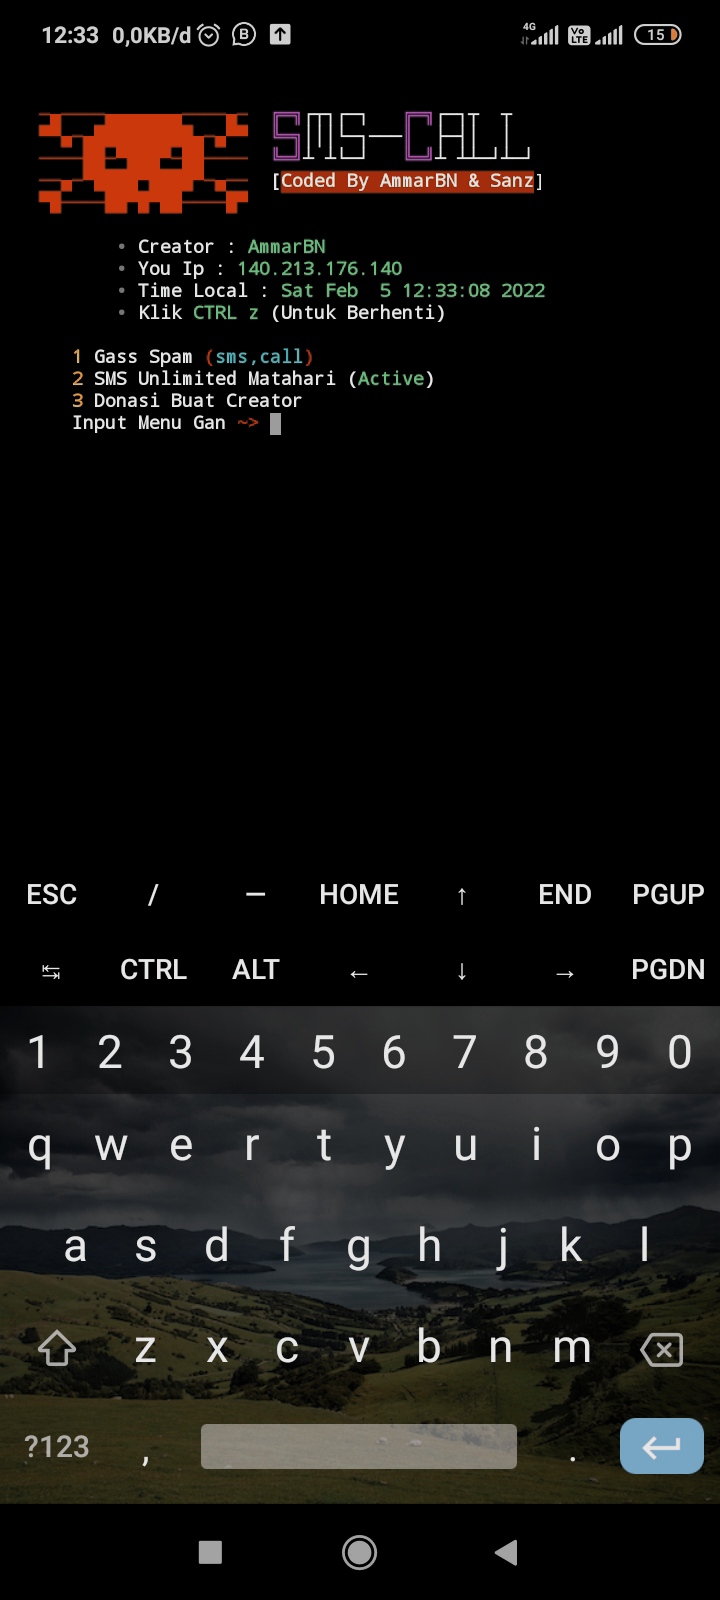 12:33 0,0KB/d B 4G Vo LTE 15
SMS-CALL
[Coded By AmmarBN & Sanz]
• Creator : AmmarBN
• You Ip : 140.213.176.140
• Time Local : Sat Feb  5 12:33:08 2022
• Klik CTRL z (Untuk Berhenti)
1 Gass Spam (sms,call)
2 SMS Unlimited Matahari (Active)
3 Donasi Buat Creator
Input Menu Gan ~>
ESC / — HOME ↑ END PGUP
↹ CTRL ALT ← ↓ → PGDN
1 2 3 4 5 6 7 8 9 0
q w e r t y u i o p
a s d f g h j k l
z x c v b n m
?123 , .